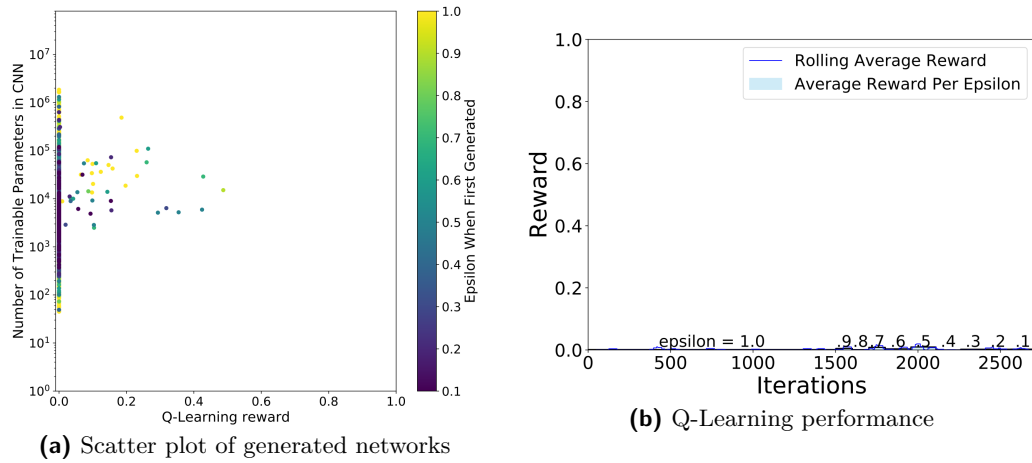 10⁷
10⁶
10⁵
10⁴
10³
10²
10¹
10⁰
Number of Trainable Parameters in CNN
0.0 0.2 0.4 0.6 0.8 1.0
Q-Learning reward
1.0
0.9
0.8
0.7
0.6
0.5
0.4
0.3
0.2
0.1
Epsilon When First Generated
(a) Scatter plot of generated networks
1.0
0.8
0.6
0.4
0.2
0.0
Reward
Rolling Average Reward
Average Reward Per Epsilon
epsilon = 1.0 .9 .8 .7 .6 .5 .4 .3 .2 .1
0 500 1000 1500 2000 2500
Iterations
(b) Q-Learning performance